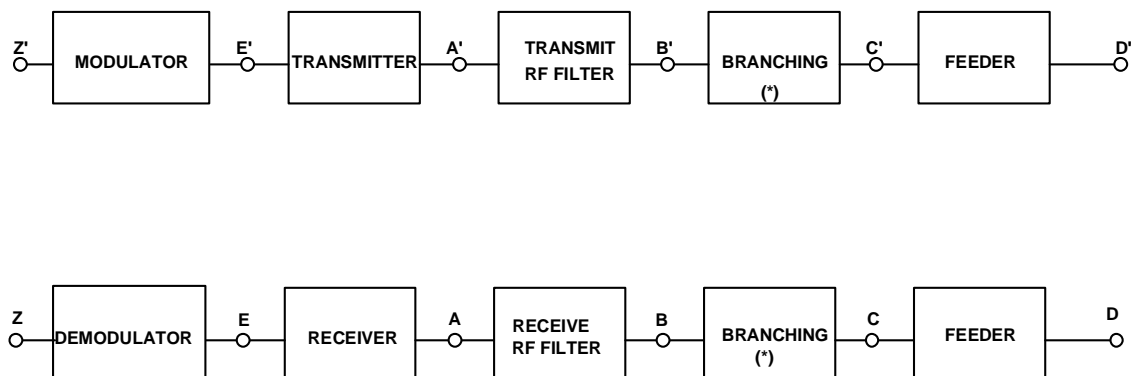 Z' E' A' B' C' D'
MODULATOR TRANSMITTER TRANSMIT BRANCHING FEEDER
RF FILTER
(*)
Z E A B C D
DEMODULATOR RECEIVER RECEIVE BRANCHING FEEDER
RF FILTER
(*)